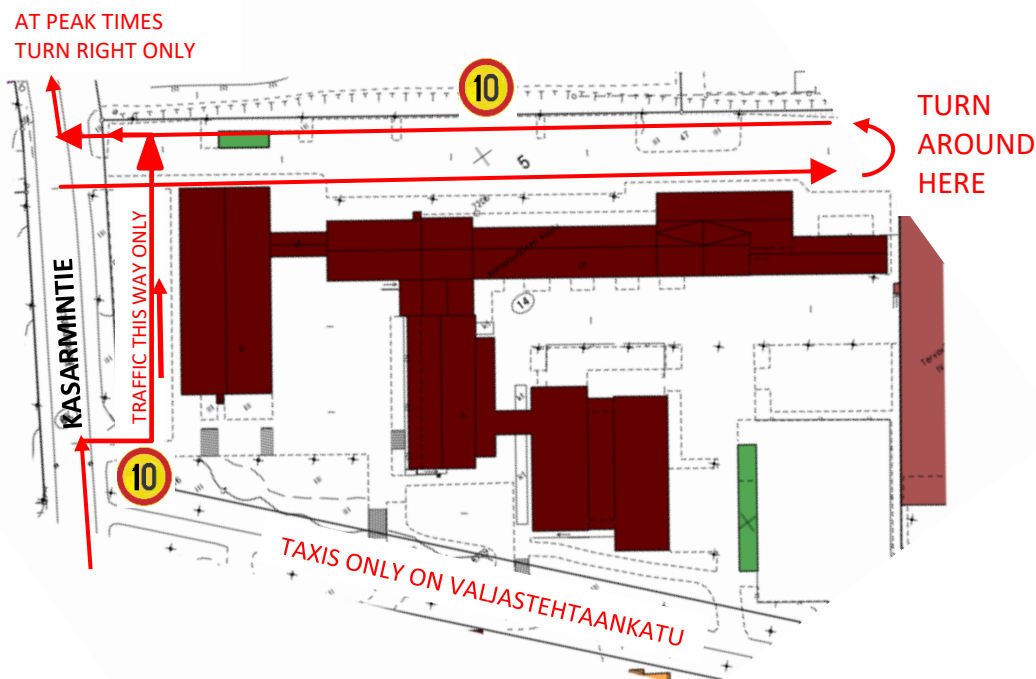 AT PEAK TIMES
TURN RIGHT ONLY
10
TURN
AROUND
HERE
47
5
KASARMINTIE
TRAFFIC THIS WAY ONLY
14
10
TAXIS ONLY ON VALJASTEHTAANKATU